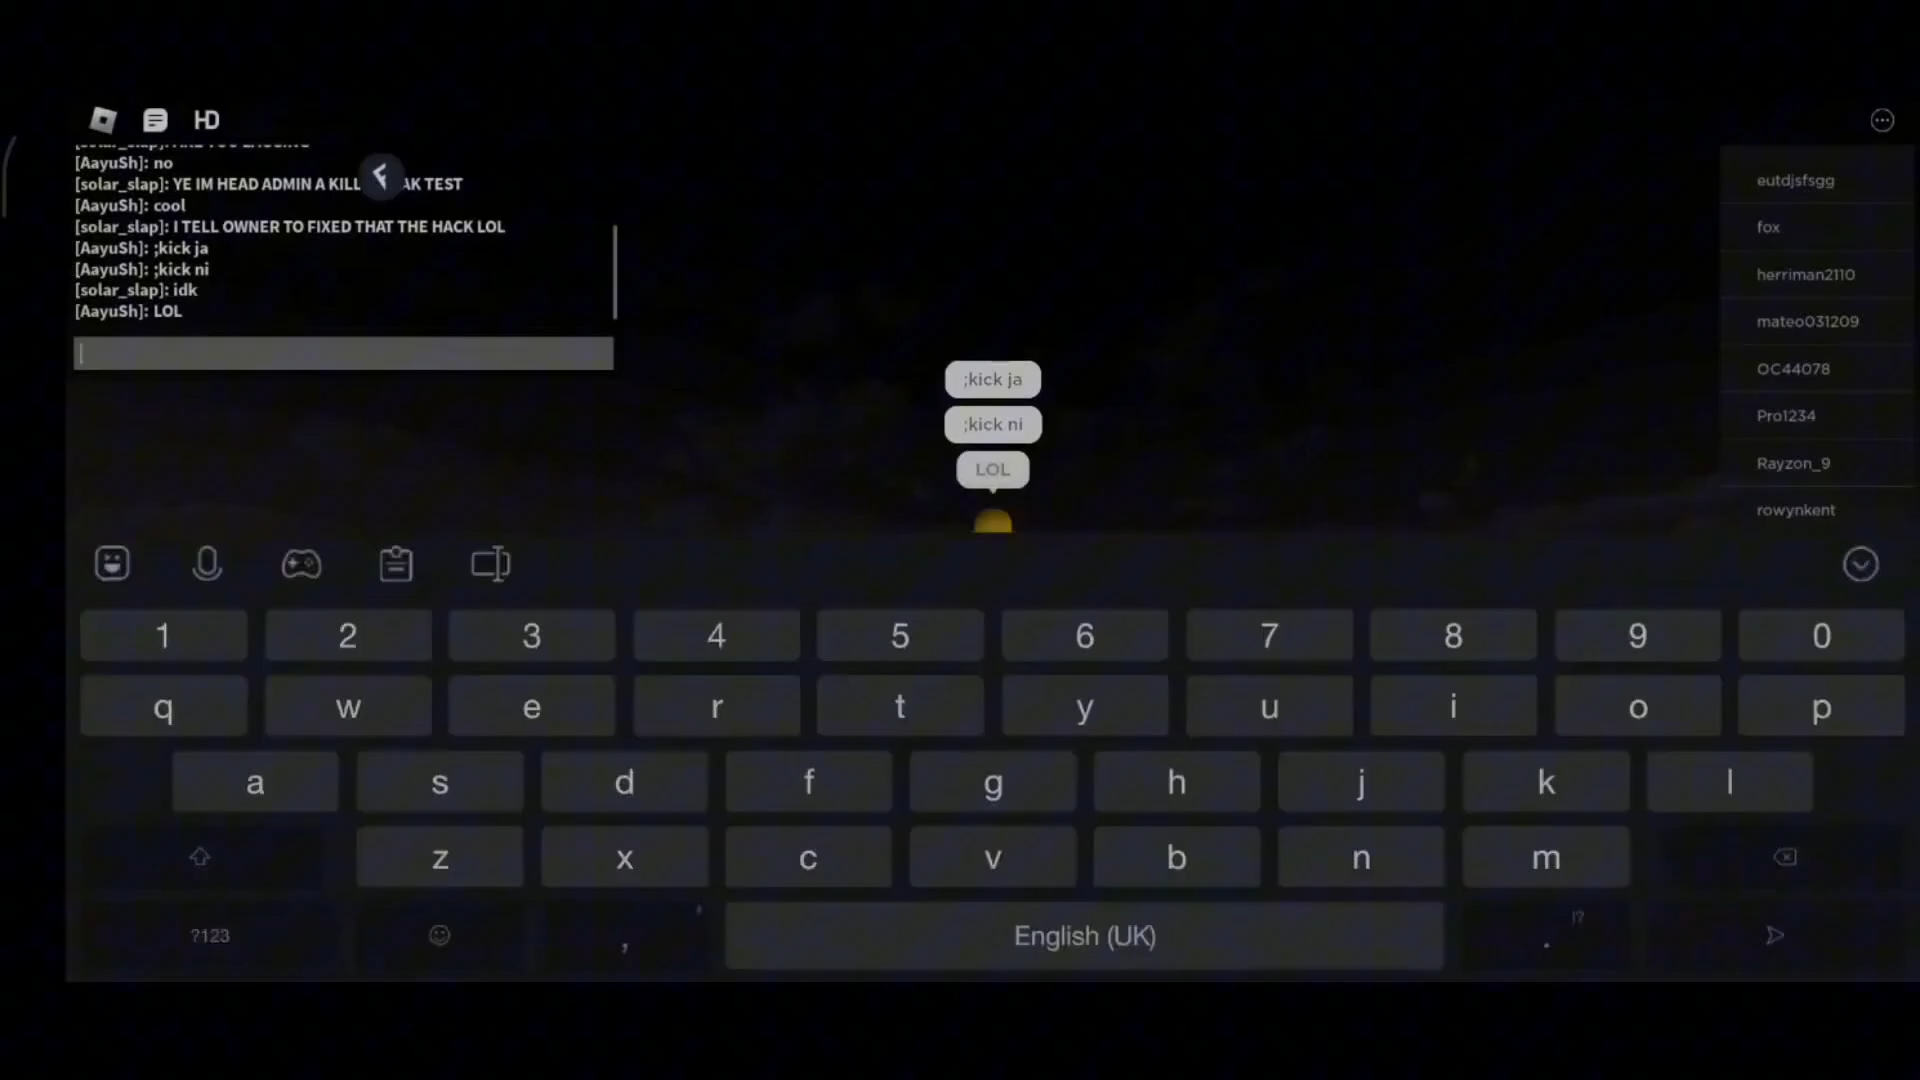 HD
[AayuSh]: no
[solar_slap]: YE IM HEAD ADMIN A KILL AK TEST
[AayuSh]: cool
[solar_slap]: I TELL OWNER TO FIXED THAT THE HACK LOL
[AayuSh]: ;kick ja
[AayuSh]: ;kick ni
[solar_slap]: idk
[AayuSh]: LOL
;kick ja
;kick ni
LOL
eutdjsfsgg
fox
herriman2110
mateo031209
OC44078
Pro1234
Rayzon_9
rowynkent
1 2 3 4 5 6 7 8 9 0
q w e r t y u i o p
a s d f g h j k l
z x c v b n m
?123 , English (UK) . !?